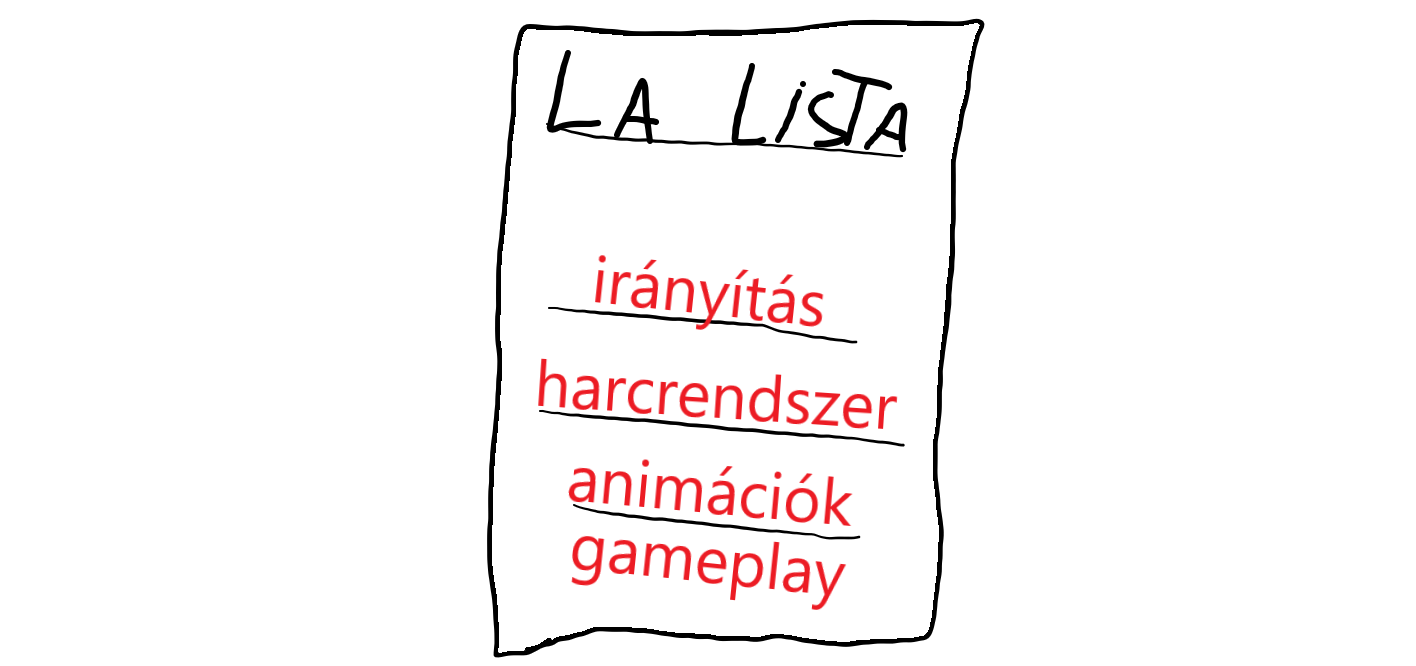 LA LiSTA
irányítás
harcrendszer
animációk
gameplay